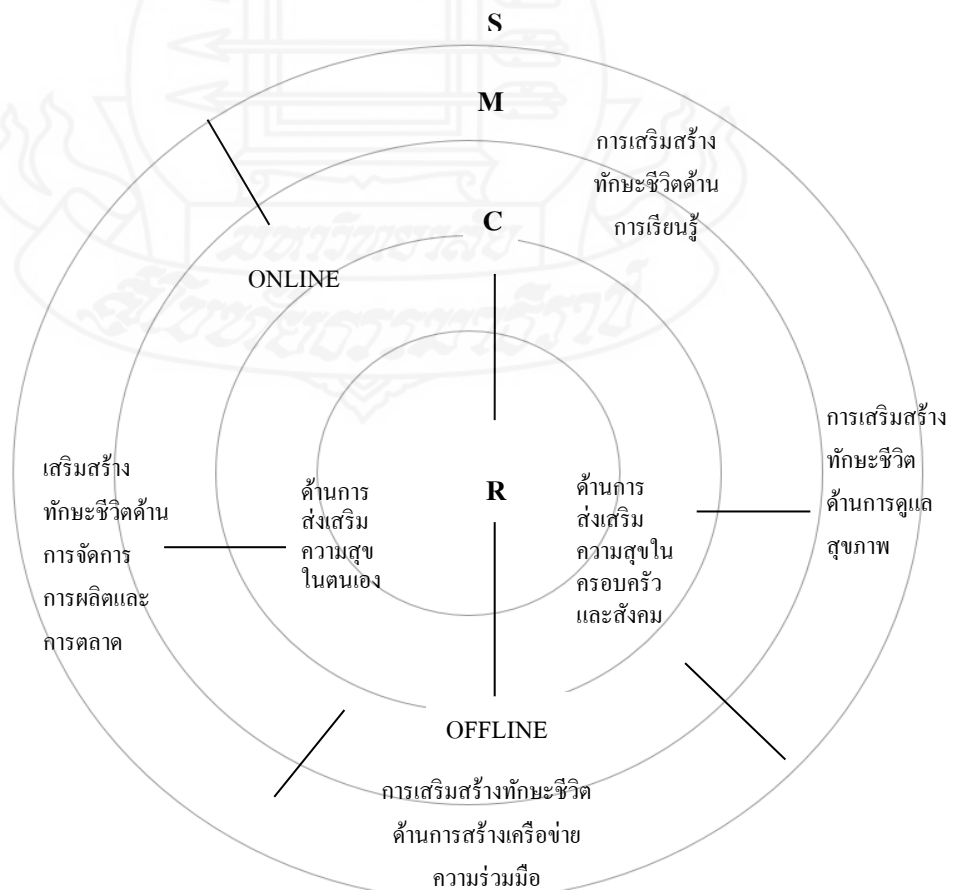 S
M
การเสริมสร้าง
ทักษะชีวิตด้าน
การเรียนรู้
C
ONLINE
การเสริมสร้าง
ทักษะชีวิต
ด้านการดูแล
สุขภาพ
เสริมสร้าง
ทักษะชีวิตด้าน
การจัดการ
การผลิตและ
การตลาด
ด้านการ
ส่งเสริม
ความสุข
ในตนเอง
R
ด้านการ
ส่งเสริม
ความสุขใน
ครอบครัว
และสังคม
OFFLINE
การเสริมสร้างทักษะชีวิต
ด้านการสร้างเครือข่าย
ความร่วมมือ